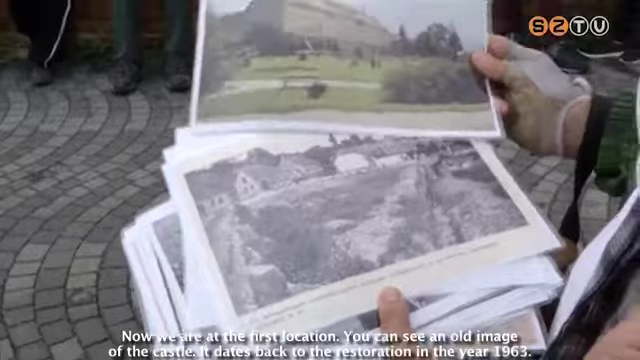 SZTV
Now we are at the first location. You can see an old image
of the castle. It dates back to the restoration in the year 1963.